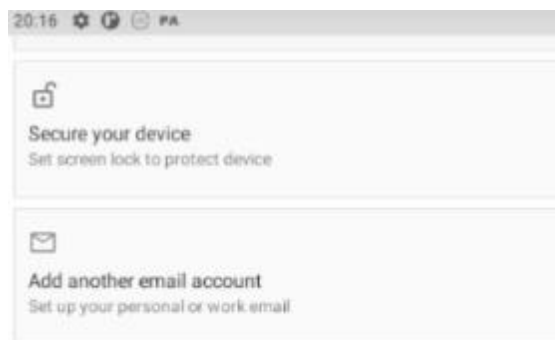 20:16 PA
Secure your device
Set screen lock to protect device
Add another email account
Set up your personal or work email